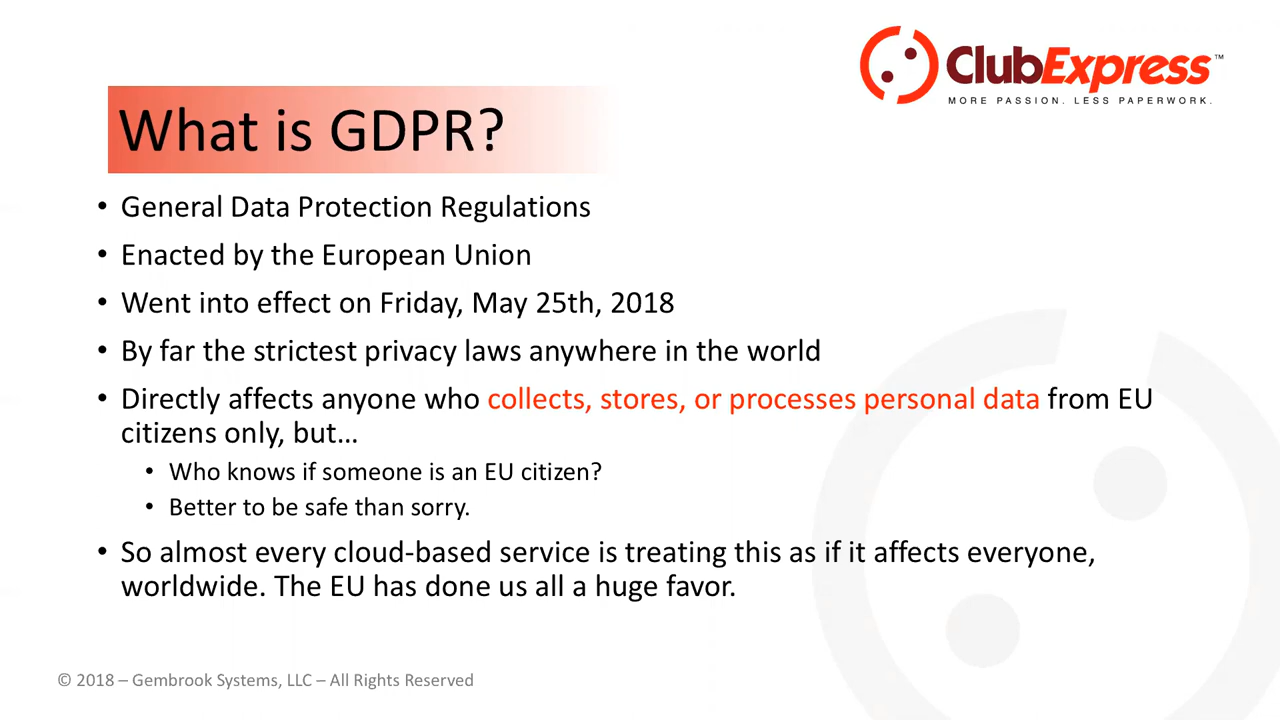 ClubExpress™
MORE PASSION. LESS PAPERWORK.
What is GDPR?
• General Data Protection Regulations
• Enacted by the European Union
• Went into effect on Friday, May 25th, 2018
• By far the strictest privacy laws anywhere in the world
• Directly affects anyone who collects, stores, or processes personal data from EU
citizens only, but…
• Who knows if someone is an EU citizen?
• Better to be safe than sorry.
• So almost every cloud-based service is treating this as if it affects everyone,
worldwide. The EU has done us all a huge favor.
© 2018 – Gembrook Systems, LLC – All Rights Reserved